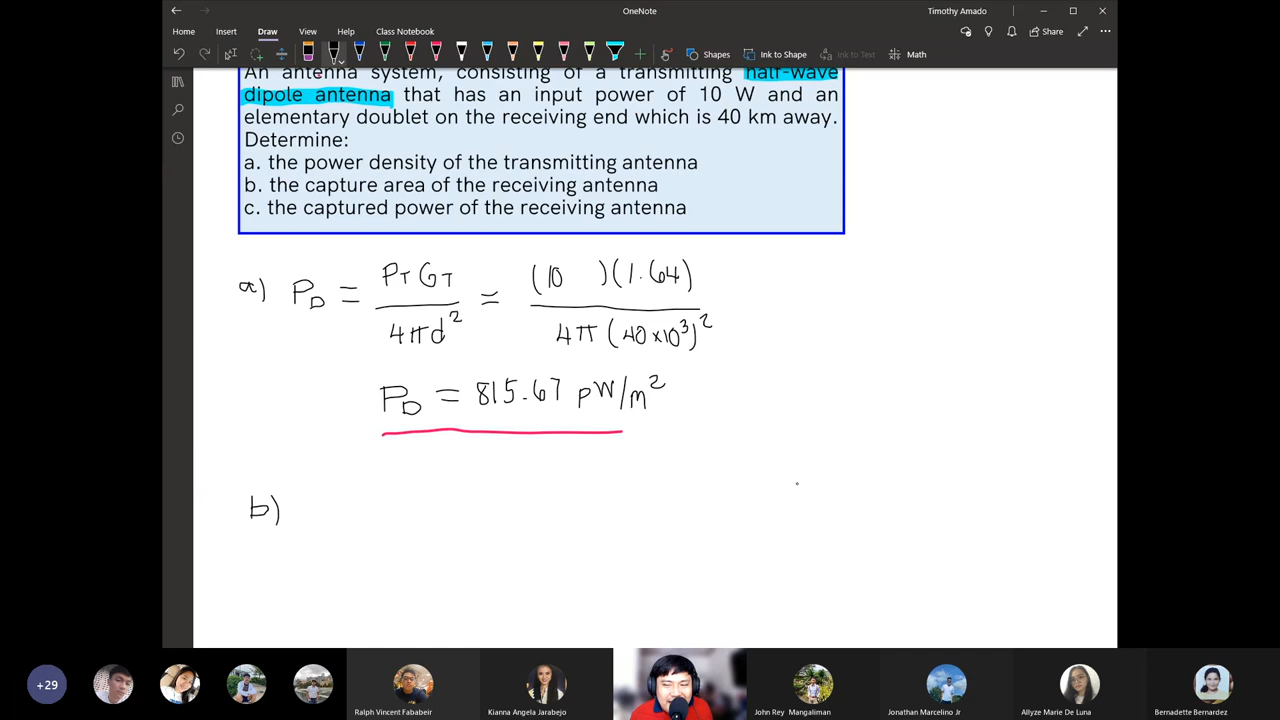 OneNote
Timothy Amado
Home Insert Draw View Help Class Notebook
Share
Shapes Ink to Shape Ink to Text Math
An antenna system, consisting of a transmitting half-wave
dipole antenna that has an input power of 10 W and an
elementary doublet on the receiving end which is 40 km away.
Determine:
a. the power density of the transmitting antenna
b. the capture area of the receiving antenna
c. the captured power of the receiving antenna
a) P_D = P_T G_T / 4πd² = (10 )(1.64) / 4π(40×10³)²
P_D = 815.67 pW/m²
b)
+29
Ralph Vincent Fababeir
Kianna Angela Jarabejo
John Rey Mangaliman
Jonathan Marcelino Jr
Allyze Marie De Luna
Bernadette Bernardez